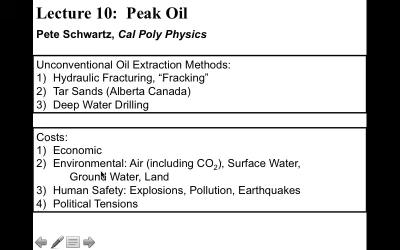 Lecture 10:  Peak Oil
Pete Schwartz, Cal Poly Physics
Unconventional Oil Extraction Methods:
1)  Hydraulic Fracturing, “Fracking”
2)  Tar Sands (Alberta Canada)
3)  Deep Water Drilling
Costs:
1)  Economic
2)  Environmental: Air (including CO₂), Surface Water,
Ground Water, Land
3)  Human Safety: Explosions, Pollution, Earthquakes
4)  Political Tensions